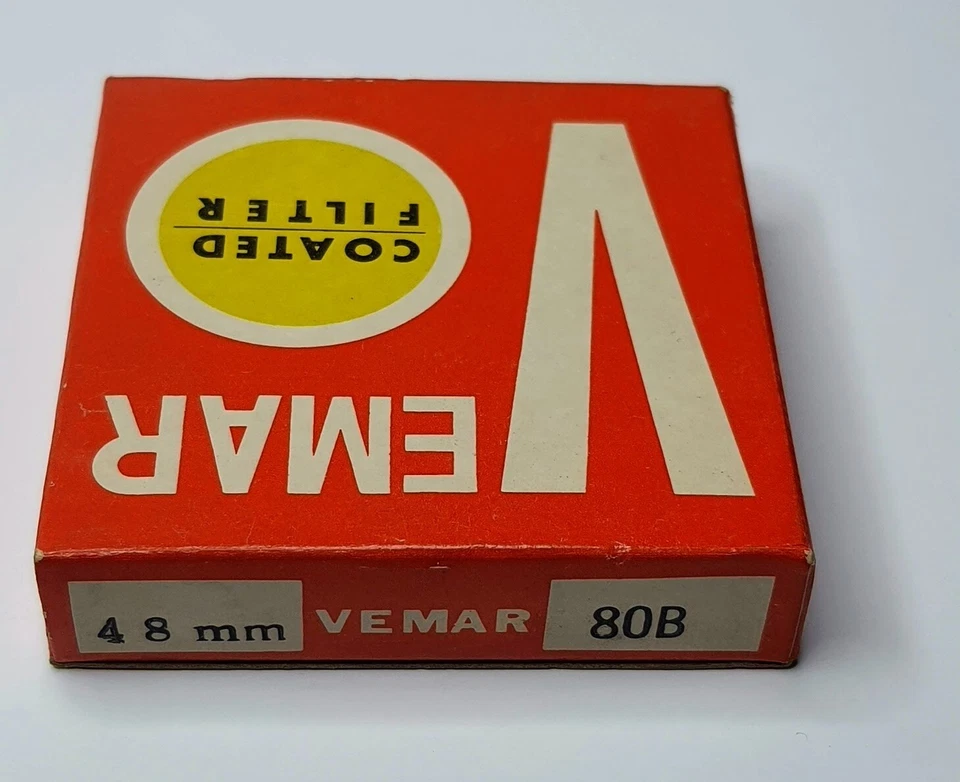 COATED
FILTER
VEMAR
48 mm VEMAR 80B